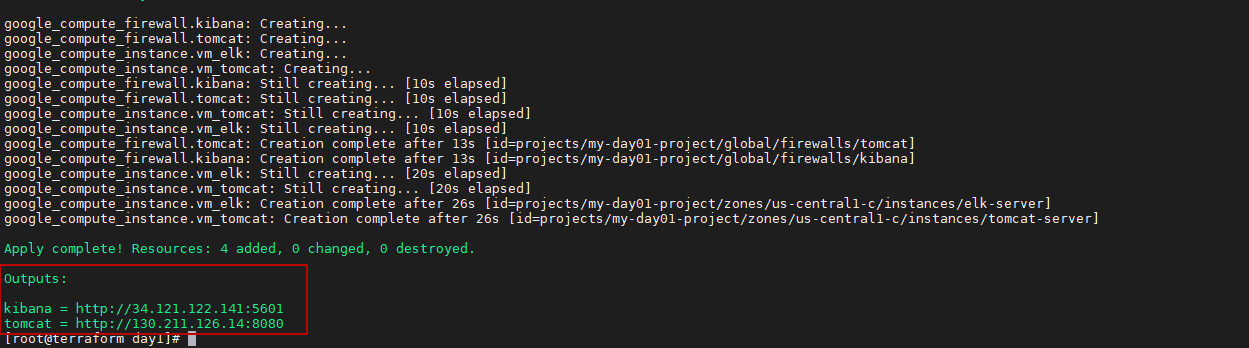 google_compute_firewall.kibana: Creating...
google_compute_firewall.tomcat: Creating...
google_compute_instance.vm_elk: Creating...
google_compute_instance.vm_tomcat: Creating...
google_compute_firewall.kibana: Still creating... [10s elapsed]
google_compute_firewall.tomcat: Still creating... [10s elapsed]
google_compute_instance.vm_tomcat: Still creating... [10s elapsed]
google_compute_instance.vm_elk: Still creating... [10s elapsed]
google_compute_firewall.tomcat: Creation complete after 13s [id=projects/my-day01-project/global/firewalls/tomcat]
google_compute_firewall.kibana: Creation complete after 13s [id=projects/my-day01-project/global/firewalls/kibana]
google_compute_instance.vm_elk: Still creating... [20s elapsed]
google_compute_instance.vm_tomcat: Still creating... [20s elapsed]
google_compute_instance.vm_elk: Creation complete after 26s [id=projects/my-day01-project/zones/us-central1-c/instances/elk-server]
google_compute_instance.vm_tomcat: Creation complete after 26s [id=projects/my-day01-project/zones/us-central1-c/instances/tomcat-server]
Apply complete! Resources: 4 added, 0 changed, 0 destroyed.
Outputs:
kibana = http://34.121.122.141:5601
tomcat = http://130.211.126.14:8080
[root@terraform day1]#